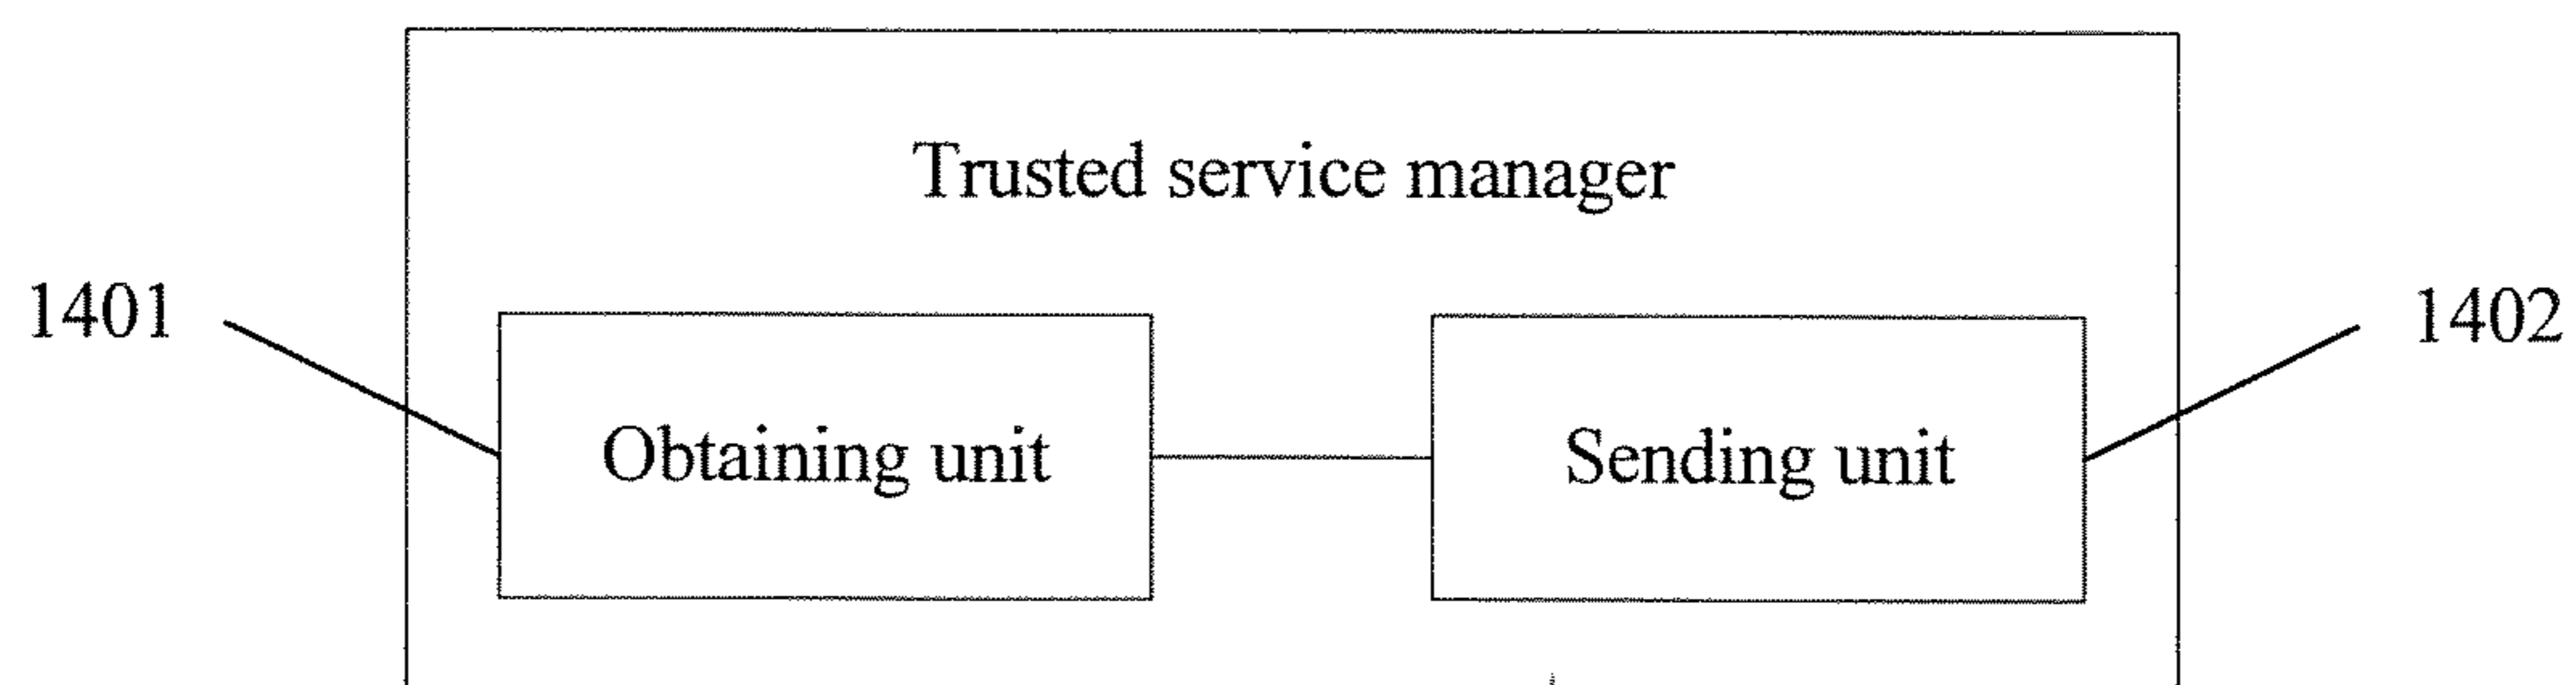 Trusted service manager
1401
1402
Obtaining unit
Sending unit